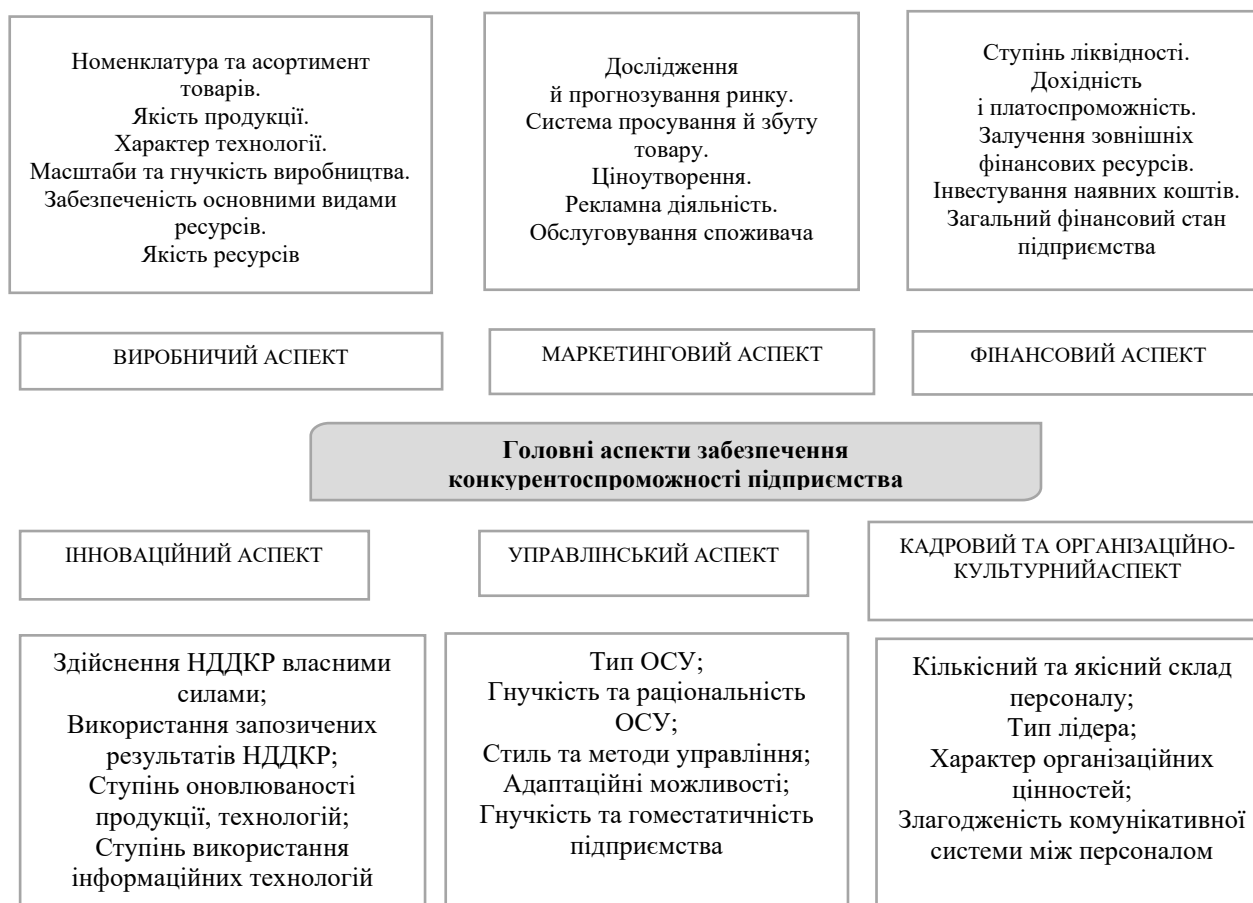 Номенклатура та асортимент
товарів.
Якість продукції.
Характер технології.
Масштаби та гнучкість виробництва.
Забезпеченість основними видами
ресурсів.
Якість ресурсів
Дослідження
й прогнозування ринку.
Система просування й збуту
товару.
Ціноутворення.
Рекламна діяльність.
Обслуговування споживача
Ступінь ліквідності.
Дохідність
і платоспроможність.
Залучення зовнішніх
фінансових ресурсів.
Інвестування наявних коштів.
Загальний фінансовий стан
підприємства
ВИРОБНИЧИЙ АСПЕКТ
МАРКЕТИНГОВИЙ АСПЕКТ
ФІНАНСОВИЙ АСПЕКТ
Головні аспекти забезпечення
конкурентоспроможності підприємства
ІННОВАЦІЙНИЙ АСПЕКТ
УПРАВЛІНСЬКИЙ АСПЕКТ
КАДРОВИЙ ТА ОРГАНІЗАЦІЙНО-
КУЛЬТУРНИЙАСПЕКТ
Здійснення НДДКР власними
силами;
Використання запозичених
результатів НДДКР;
Ступінь оновлюваності
продукції, технологій;
Ступінь використання
інформаційних технологій
Тип ОСУ;
Гнучкість та раціональність
ОСУ;
Стиль та методи управління;
Адаптаційні можливості;
Гнучкість та гоместатичність
підприємства
Кількісний та якісний склад
персоналу;
Тип лідера;
Характер організаційних
цінностей;
Злагодженість комунікативної
системи між персоналом